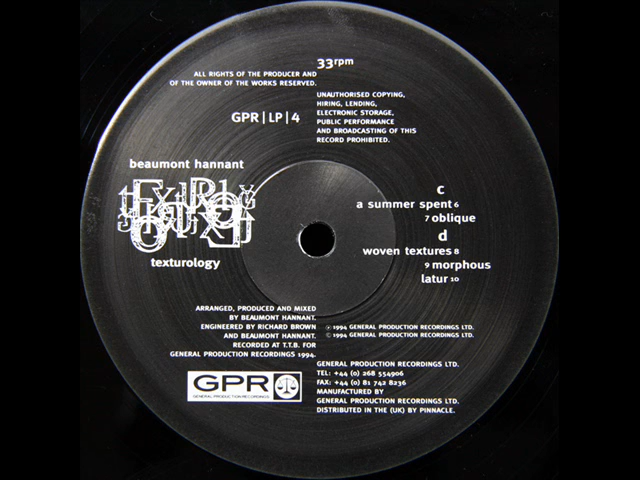 33rpm
ALL RIGHTS OF THE PRODUCER AND
OF THE OWNER OF THE WORKS RESERVED.
UNAUTHORISED COPYING,
HIRING, LENDING,
ELECTRONIC STORAGE,
PUBLIC PERFORMANCE
AND BROADCASTING OF THIS
RECORD PROHIBITED.
GPR | LP | 4
beaumont hannant
texturology
c
a summer spent 6
7 oblique
d
woven textures 8
9 morphous
latur 10
ARRANGED, PRODUCED AND MIXED
BY BEAUMONT HANNANT.
ENGINEERED BY RICHARD BROWN
AND BEAUMONT HANNANT.
RECORDED AT T.T.B. FOR
GENERAL PRODUCTION RECORDINGS 1994.
℗ 1994 GENERAL PRODUCTION RECORDINGS LTD.
© 1994 GENERAL PRODUCTION RECORDINGS LTD.
GENERAL PRODUCTION RECORDINGS LTD.
TEL: +44 (0) 268 554906
FAX: +44 (0) 81 742 8236
MANUFACTURED BY
GENERAL PRODUCTION RECORDINGS LTD.
DISTRIBUTED IN THE (UK) BY PINNACLE.
GPR
GENERAL PRODUCTION RECORDINGS